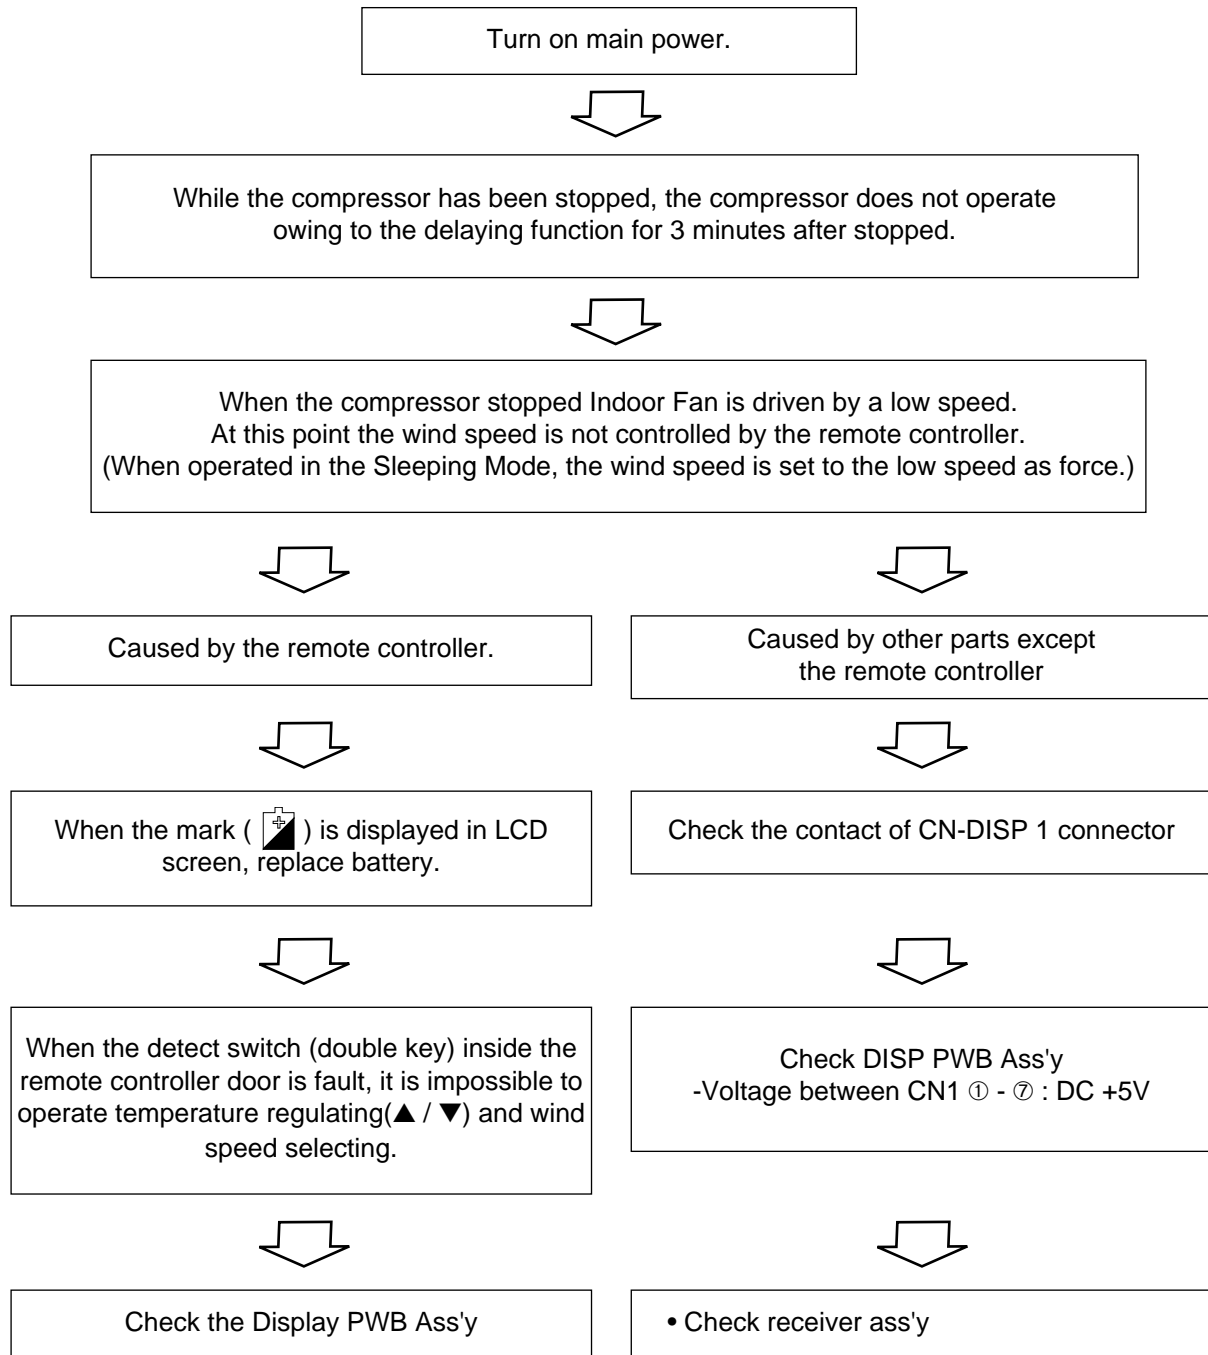 Turn on main power.
While the compressor has been stopped, the compressor does not operate
owing to the delaying function for 3 minutes after stopped.
When the compressor stopped Indoor Fan is driven by a low speed.
At this point the wind speed is not controlled by the remote controller.
(When operated in the Sleeping Mode, the wind speed is set to the low speed as force.)
Caused by the remote controller.
When the mark ( ) is displayed in LCD
screen, replace battery.
When the detect switch (double key) inside the
remote controller door is fault, it is impossible to
operate temperature regulating(▲ / ▼) and wind
speed selecting.
Check the Display PWB Ass'y
Caused by other parts except
the remote controller
Check the contact of CN-DISP 1 connector
Check DISP PWB Ass'y
-Voltage between CN1 ① - ⑦ : DC +5V
• Check receiver ass'y